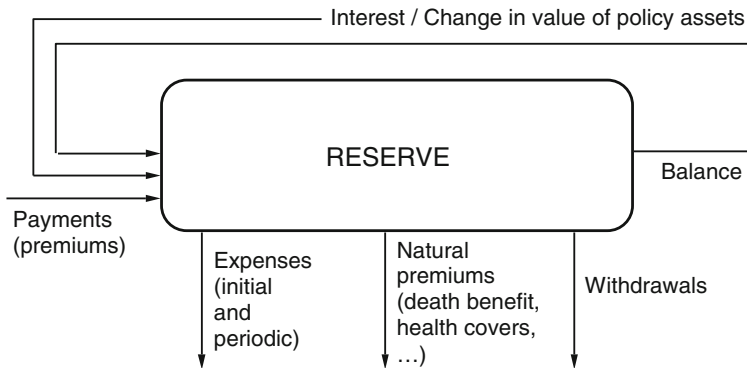 Interest / Change in value of policy assets
RESERVE
Balance
Payments
(premiums)
Expenses
(initial
and
periodic)
Natural
premiums
(death benefit,
health covers,
…)
Withdrawals